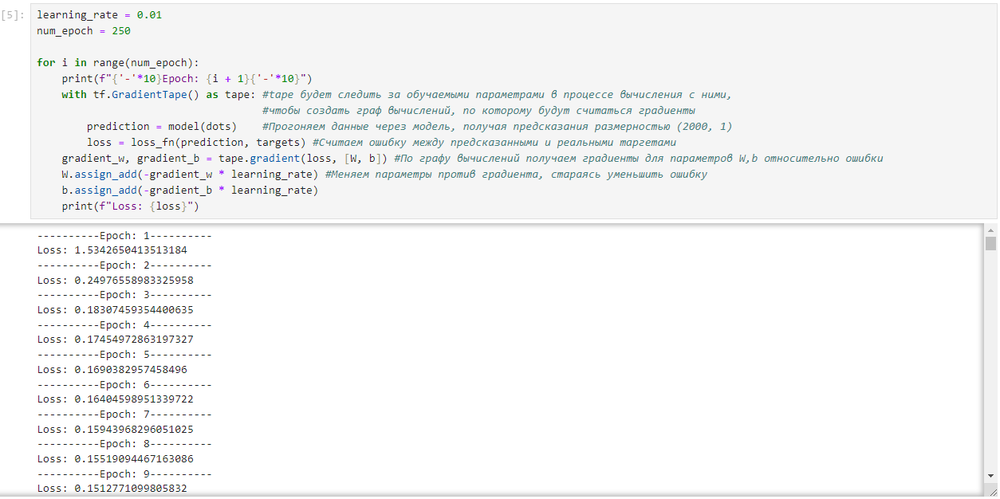 [5]: learning_rate = 0.01
num_epoch = 250
for i in range(num_epoch):
print(f"{'-'*10}Epoch: {i + 1}{'-'*10}")
with tf.GradientTape() as tape: #tape будет следить за обучаемыми параметрами в процессе вычисления с ними,
#чтобы создать граф вычислений, по которому будут считаться градиенты
prediction = model(dots) #Прогоняем данные через модель, получая предсказания размерностью (2000, 1)
loss = loss_fn(prediction, targets) #Считаем ошибку между предсказанными и реальными таргетами
gradient_w, gradient_b = tape.gradient(loss, [W, b]) #По графу вычислений получаем градиенты для параметров W,b относительно ошибки
W.assign_add(-gradient_w * learning_rate) #Меняем параметры против градиента, стараясь уменьшить ошибку
b.assign_add(-gradient_b * learning_rate)
print(f"Loss: {loss}")
----------Epoch: 1----------
Loss: 1.5342650413513184
----------Epoch: 2----------
Loss: 0.24976558983325958
----------Epoch: 3----------
Loss: 0.18307459354400635
----------Epoch: 4----------
Loss: 0.17454972863197327
----------Epoch: 5----------
Loss: 0.1690382957458496
----------Epoch: 6----------
Loss: 0.16404598951339722
----------Epoch: 7----------
Loss: 0.15943968296051025
----------Epoch: 8----------
Loss: 0.15519094467163086
----------Epoch: 9----------
Loss: 0.1512771099805832